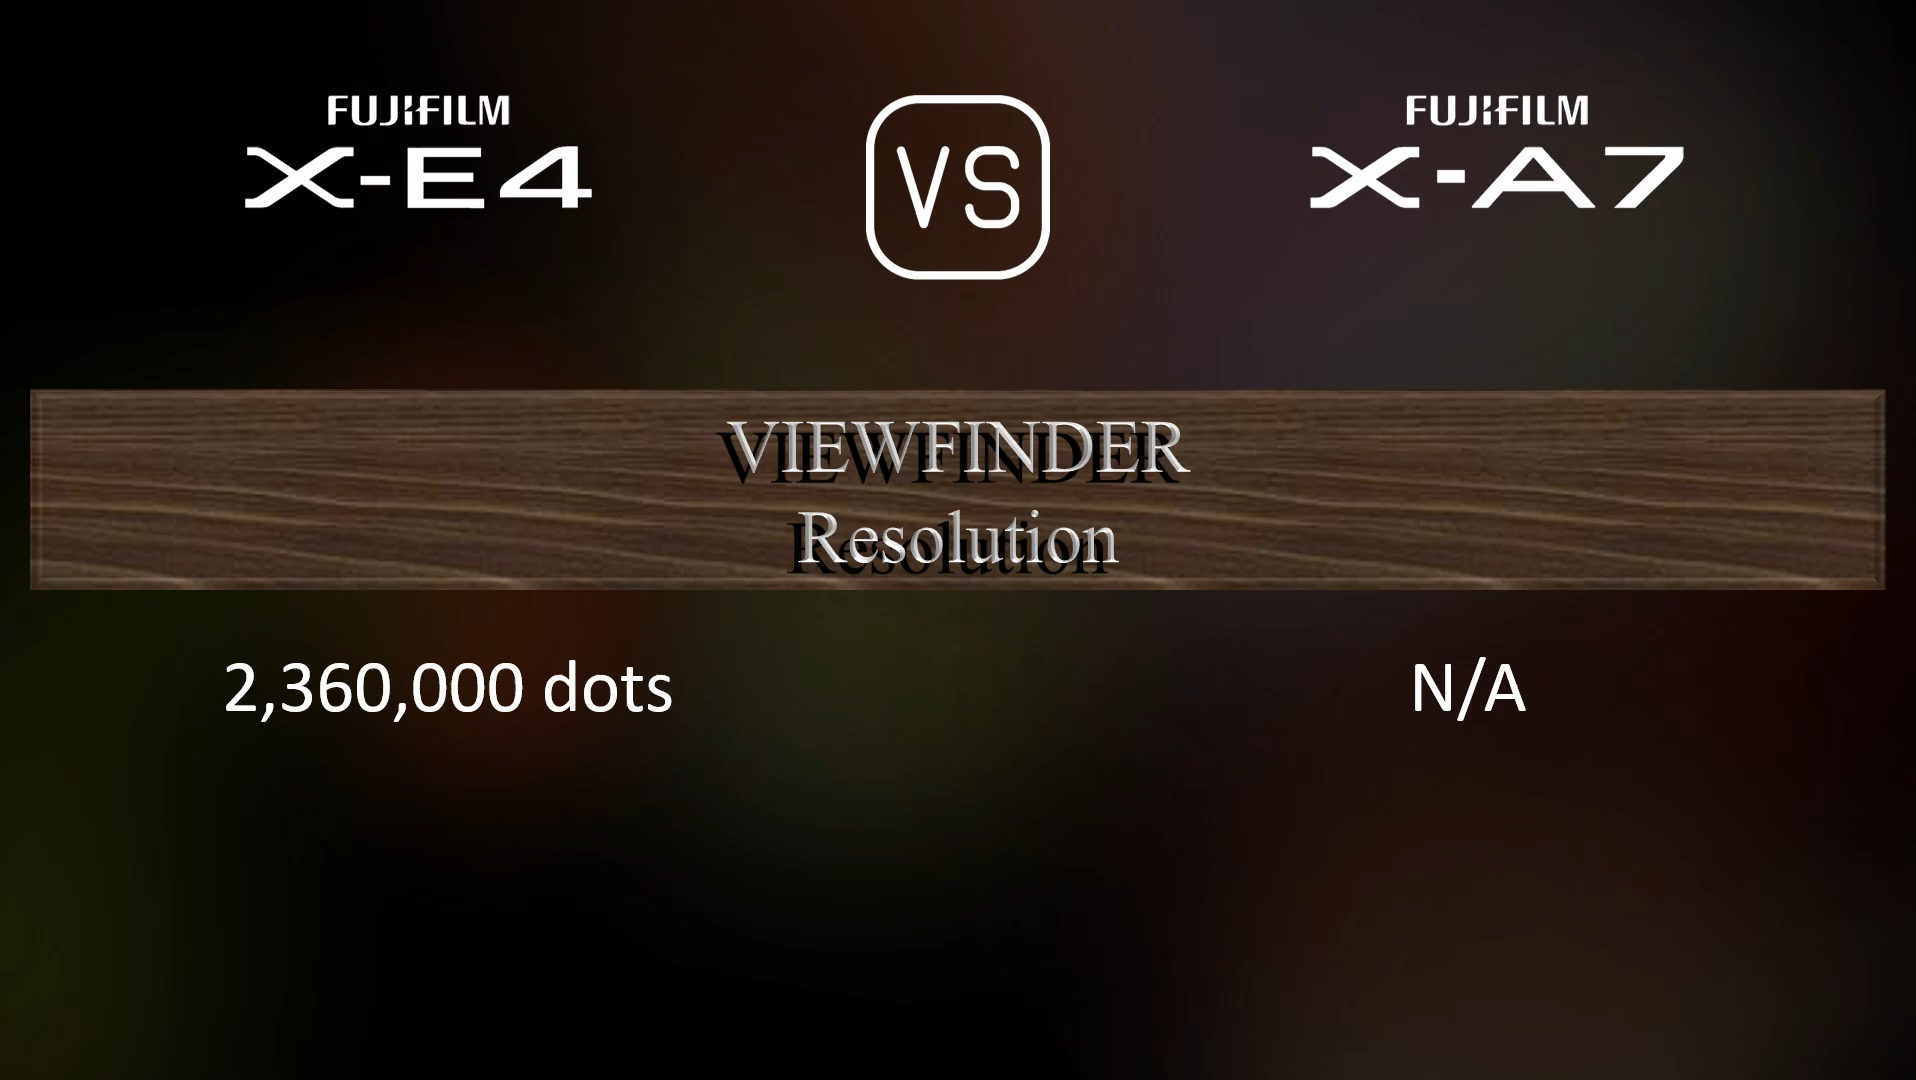 FUJIFILM
X-E4
VS
FUJIFILM
X-A7
VIEWFINDER
Resolution
2,360,000 dots
N/A